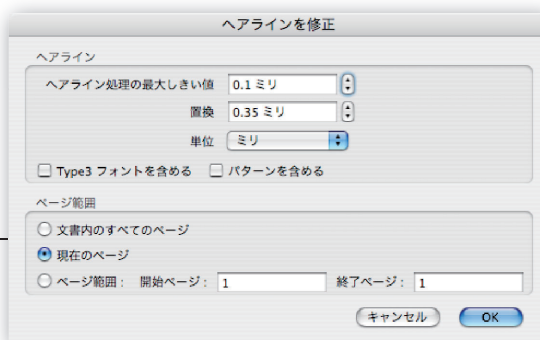 ヘアラインを修正
ヘアライン
ヘアライン処理の最大しきい値 0.1 ミリ
置換 0.35 ミリ
単位 ミリ
Type3 フォントを含める パターンを含める
ページ範囲
文書内のすべてのページ
現在のページ
ページ範囲： 開始ページ： 1 終了ページ： 1
キャンセル OK